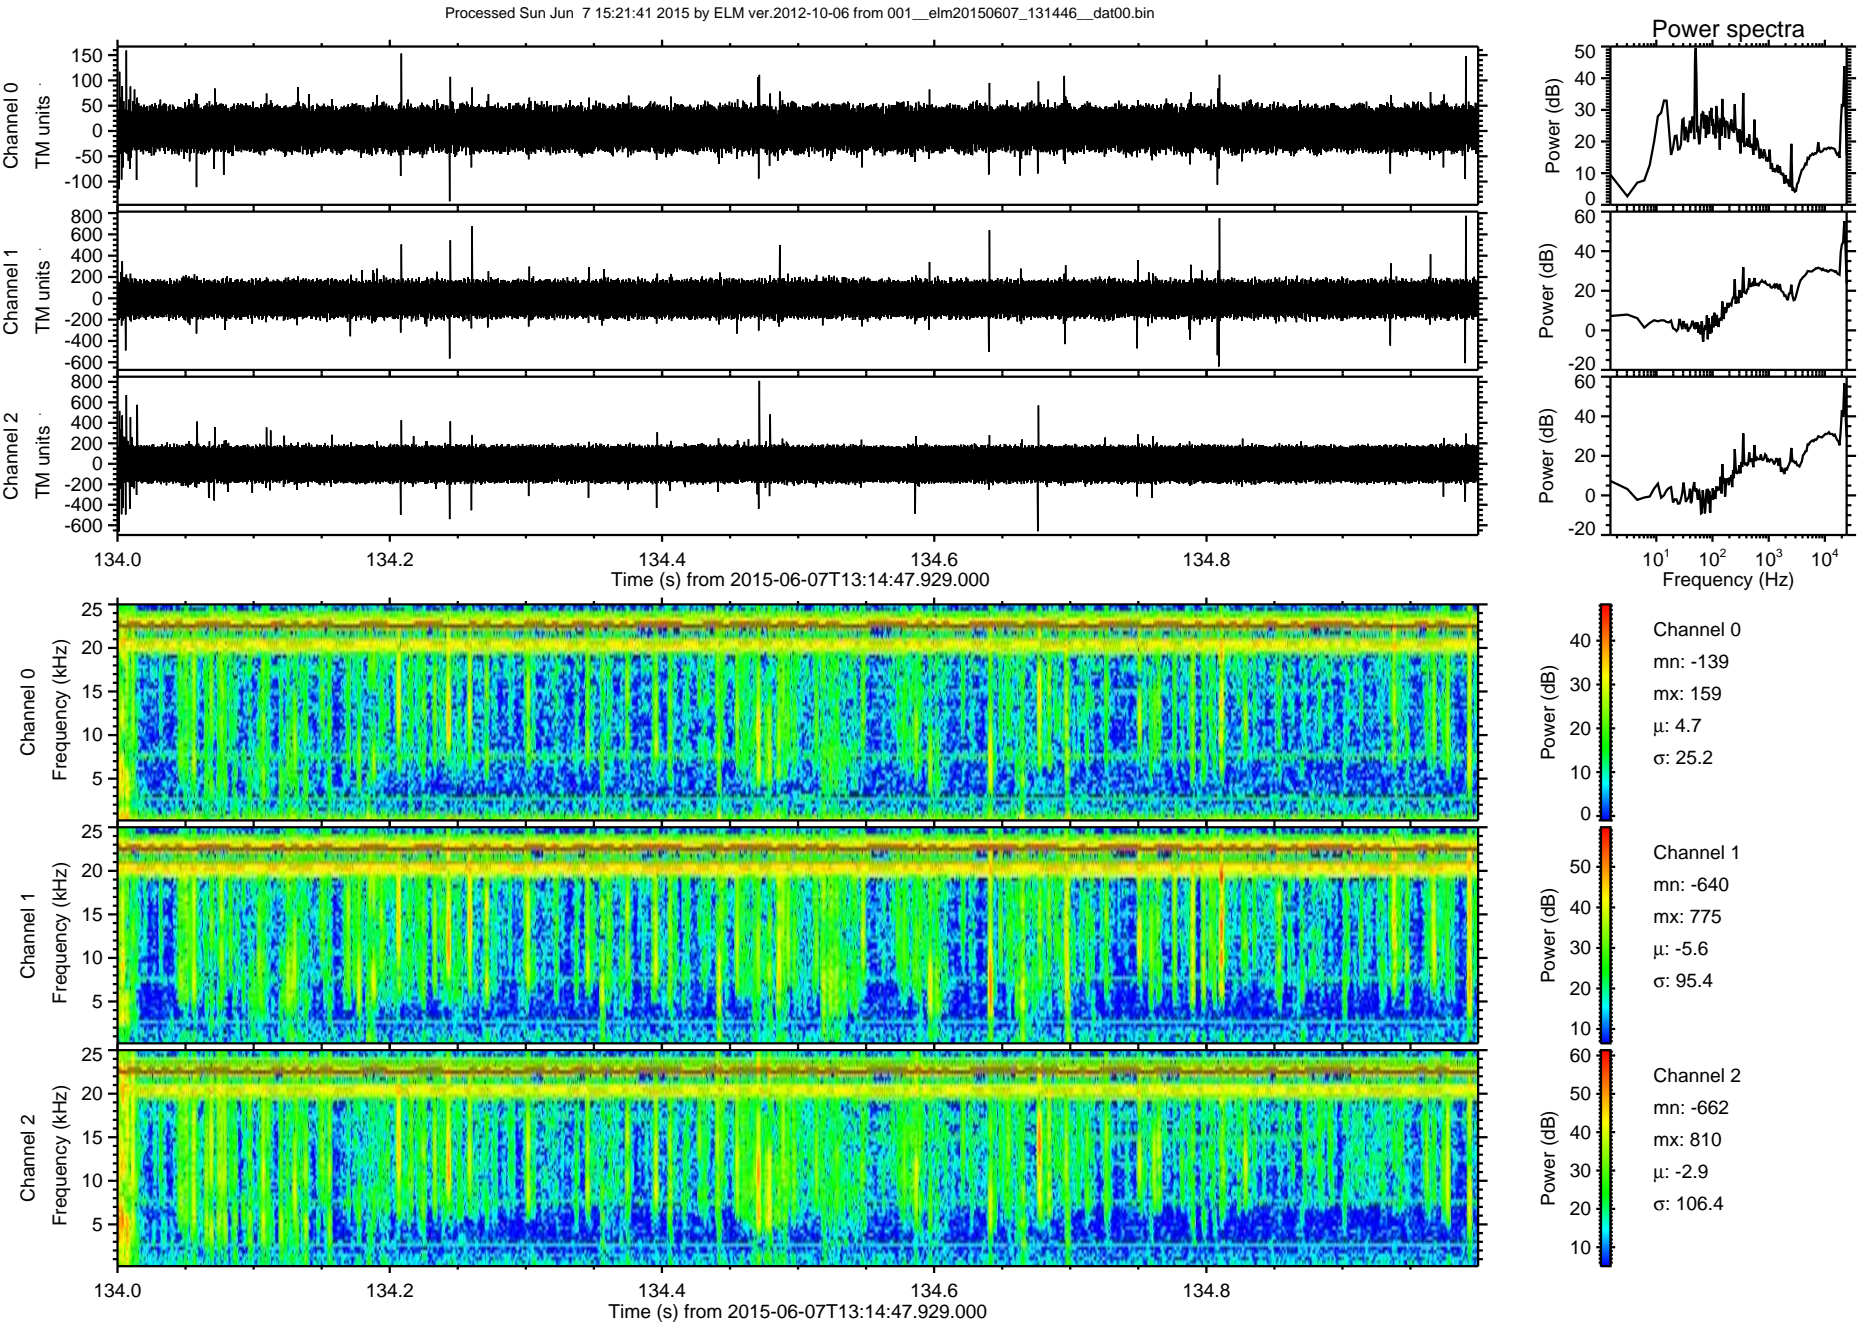 Processed Sun Jun  7 15:21:41 2015 by ELM ver.2012-10-06 from 001__elm20150607_131446__dat00.bin
Power spectra
Channel 0
TM units
150
100
50
0
-50
-100
Power (dB)
50
40
30
20
10
0
Channel 1
TM units
800
600
400
200
0
-200
-400
-600
Power (dB)
60
40
20
0
-20
Channel 2
TM units
800
600
400
200
0
-200
-400
-600
Power (dB)
60
40
20
0
-20
134.0 134.2 134.4 134.6 134.8
Time (s) from 2015-06-07T13:14:47.929.000
10^1 10^2 10^3 10^4
Frequency (Hz)
Channel 0
Frequency (kHz)
25
20
15
10
5
Power (dB)
40
30
20
10
0
Channel 0
mn: -139
mx: 159
μ: 4.7
σ: 25.2
Channel 1
Frequency (kHz)
25
20
15
10
5
Power (dB)
50
40
30
20
10
Channel 1
mn: -640
mx: 775
μ: -5.6
σ: 95.4
Channel 2
Frequency (kHz)
25
20
15
10
5
Power (dB)
60
50
40
30
20
10
Channel 2
mn: -662
mx: 810
μ: -2.9
σ: 106.4
134.0 134.2 134.4 134.6 134.8
Time (s) from 2015-06-07T13:14:47.929.000